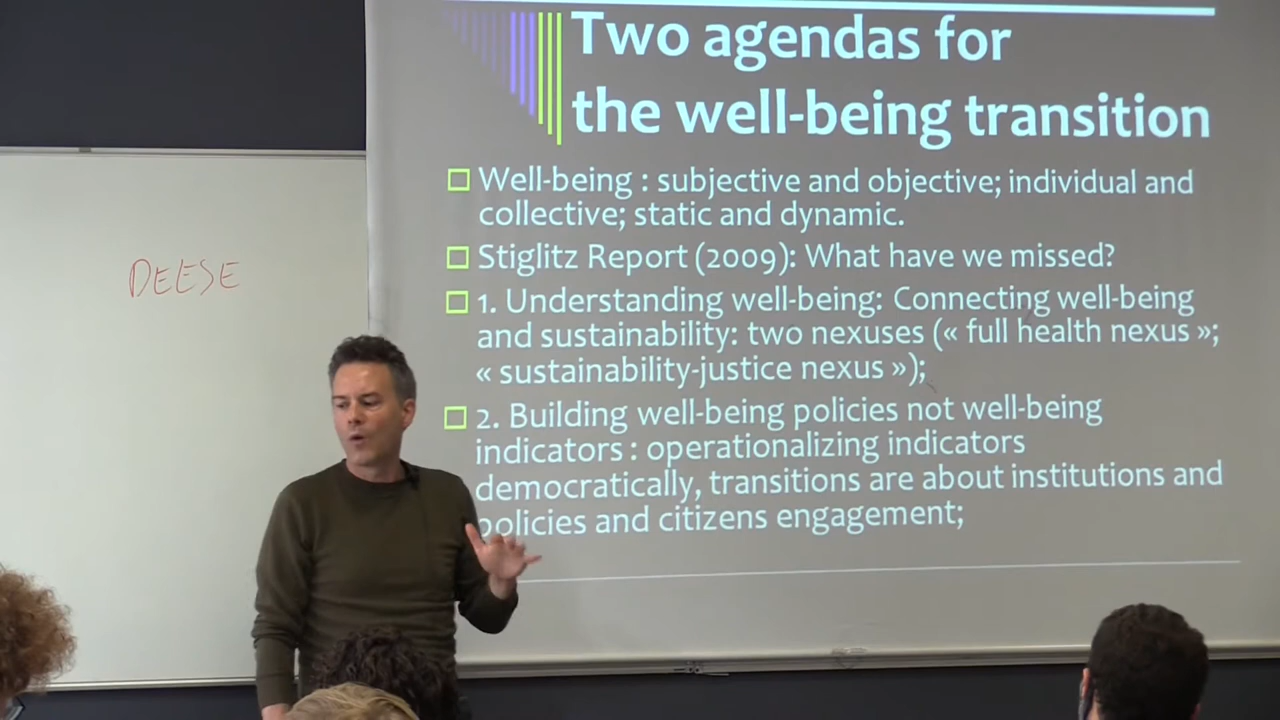 Two agendas for
the well-being transition
Well-being : subjective and objective; individual and
collective; static and dynamic.
Stiglitz Report (2009): What have we missed?
1. Understanding well-being: Connecting well-being
and sustainability: two nexuses (« full health nexus »;
« sustainability-justice nexus »);
2. Building well-being policies not well-being
indicators : operationalizing indicators
democratically, transitions are about institutions and
policies and citizens engagement;
DEESE